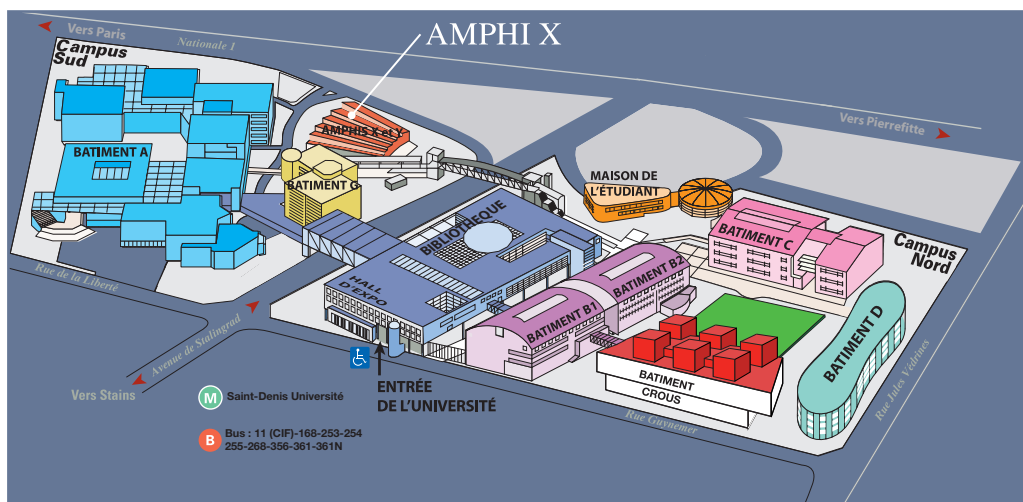 AMPHI X
Vers Paris
Nationale 1
Campus
Sud
Campus
Nord
Vers Pierrefitte
AMPHIS X et Y
BATIMENT A
BATIMENT G
MAISON DE
L'ÉTUDIANT
BIBLIOTHEQUE
BATIMENT C
HALL
D'EXPO
BATIMENT B2
BATIMENT B1
BATIMENT D
BATIMENT
CROUS
Rue de la Liberté
Avenue de Stalingrad
Vers Stains
ENTRÉE
DE L'UNIVERSITÉ
Rue Guynemer
Rue Jules Védrines
M Saint-Denis Université
B Bus : 11 (CIF)-168-253-254
255-268-356-361-361N